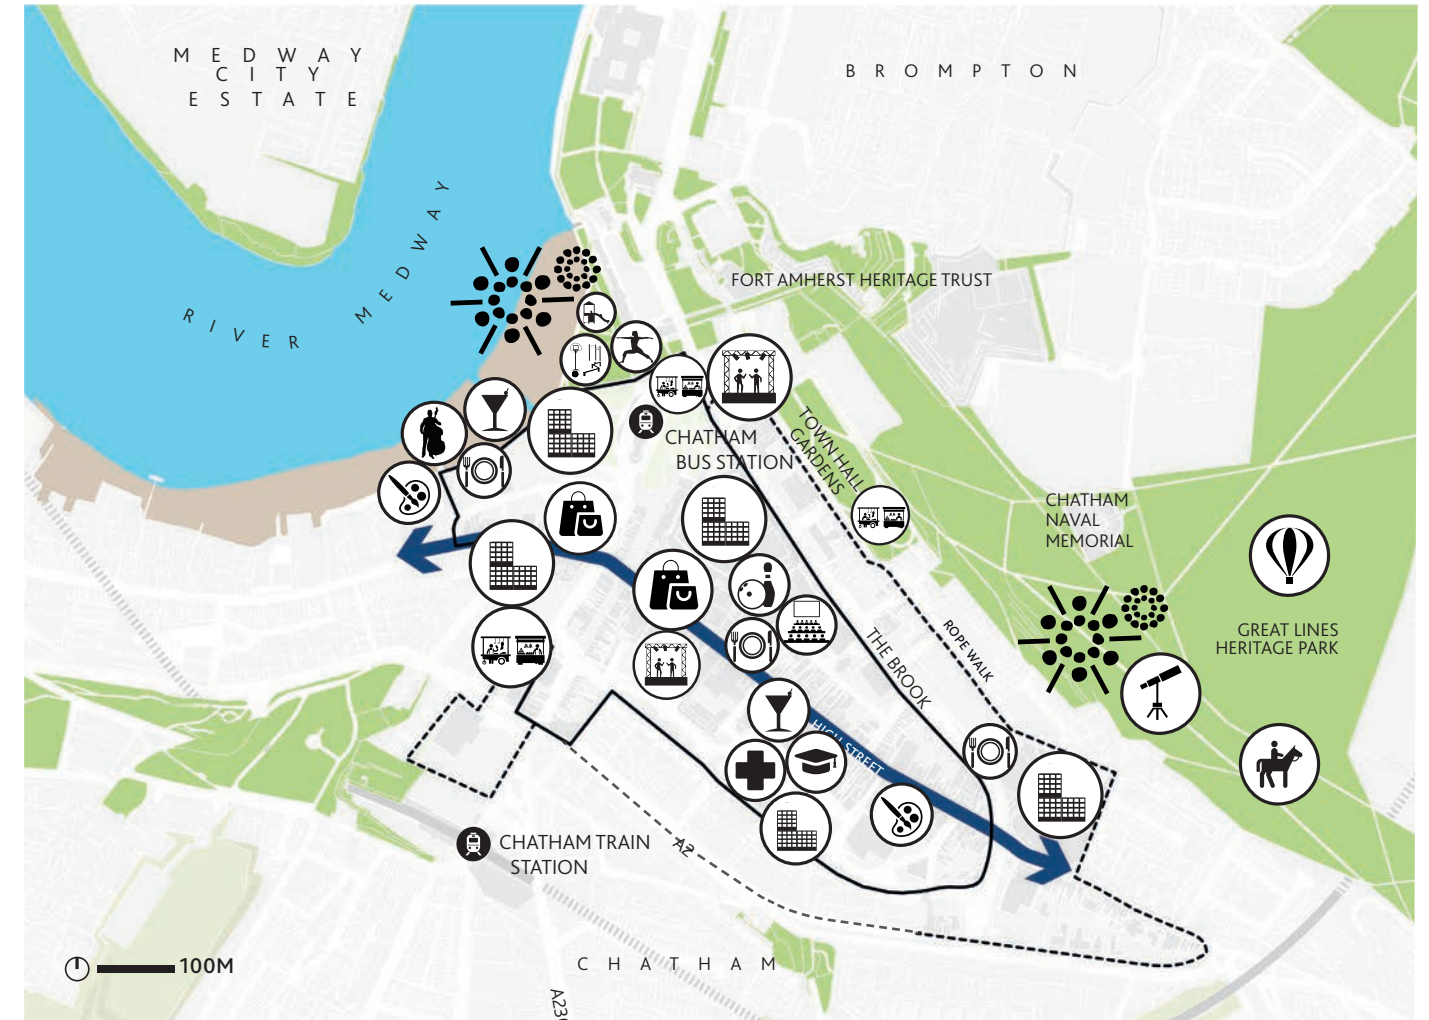 MEDWAY
CITY
ESTATE
BROMPTON
RIVER MEDWAY
FORT AMHERST HERITAGE TRUST
TOWN HALL
GARDENS
CHATHAM
BUS STATION
CHATHAM
NAVAL
MEMORIAL
GREAT LINES
HERITAGE PARK
THE BROOK
ROPE WALK
HIGH STREET
CHATHAM TRAIN
STATION
A2
100M
CHATHAM